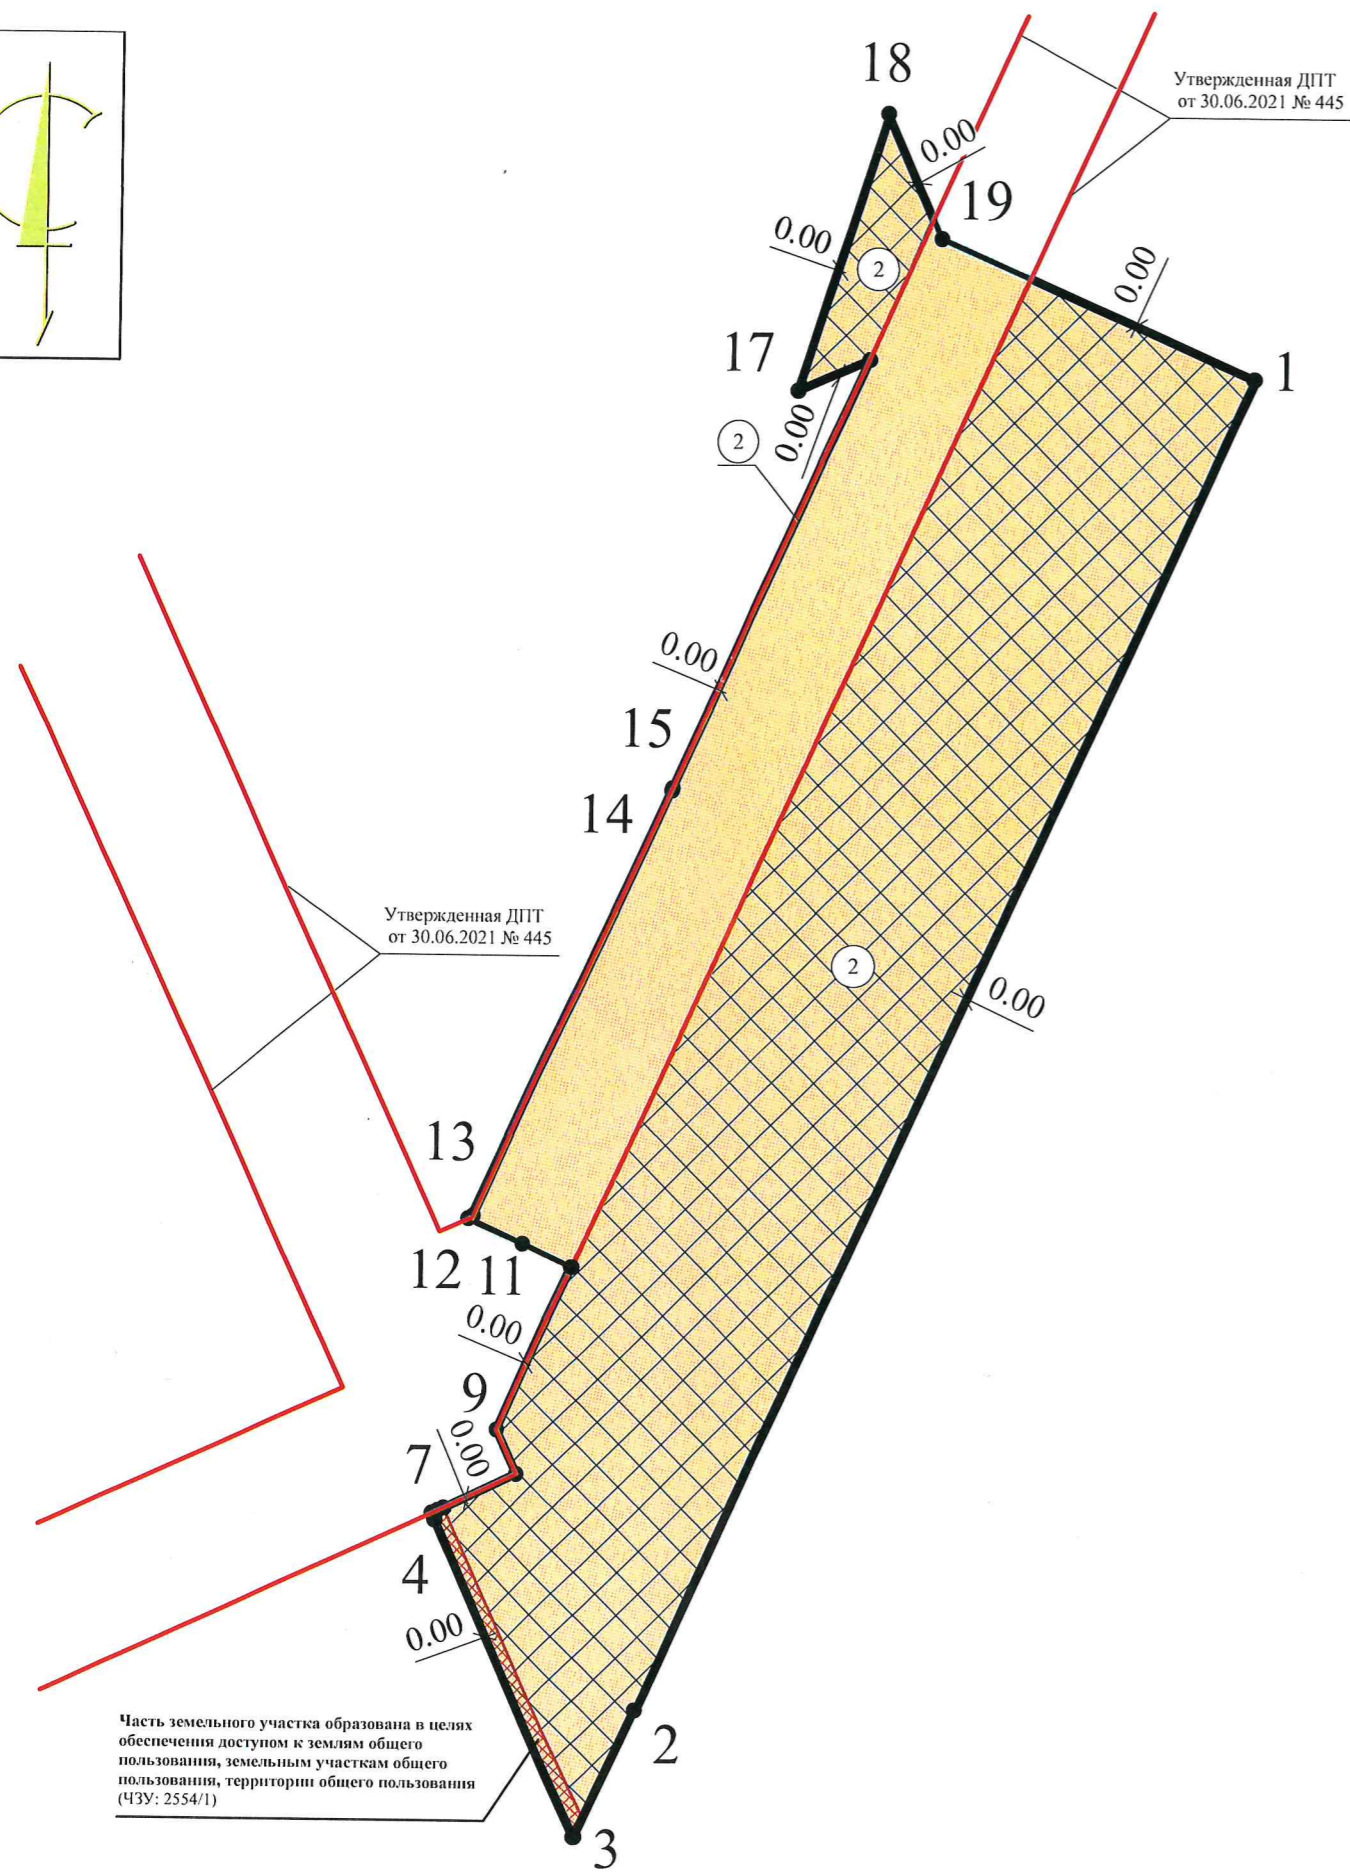 18
Утвержденная ДПТ
от 30.06.2021 № 445
0.00
19
0.00
2
0.00
17
1
0.00
2
0.00
15
14
Утвержденная ДПТ
от 30.06.2021 № 445
2
0.00
13
12
11
0.00
9
0.00
7
4
0.00
Часть земельного участка образована в целях
обеспечения доступом к землям общего
пользования, земельным участкам общего
пользования, территории общего пользования
(ЧЗУ: 2554/1)
2
3